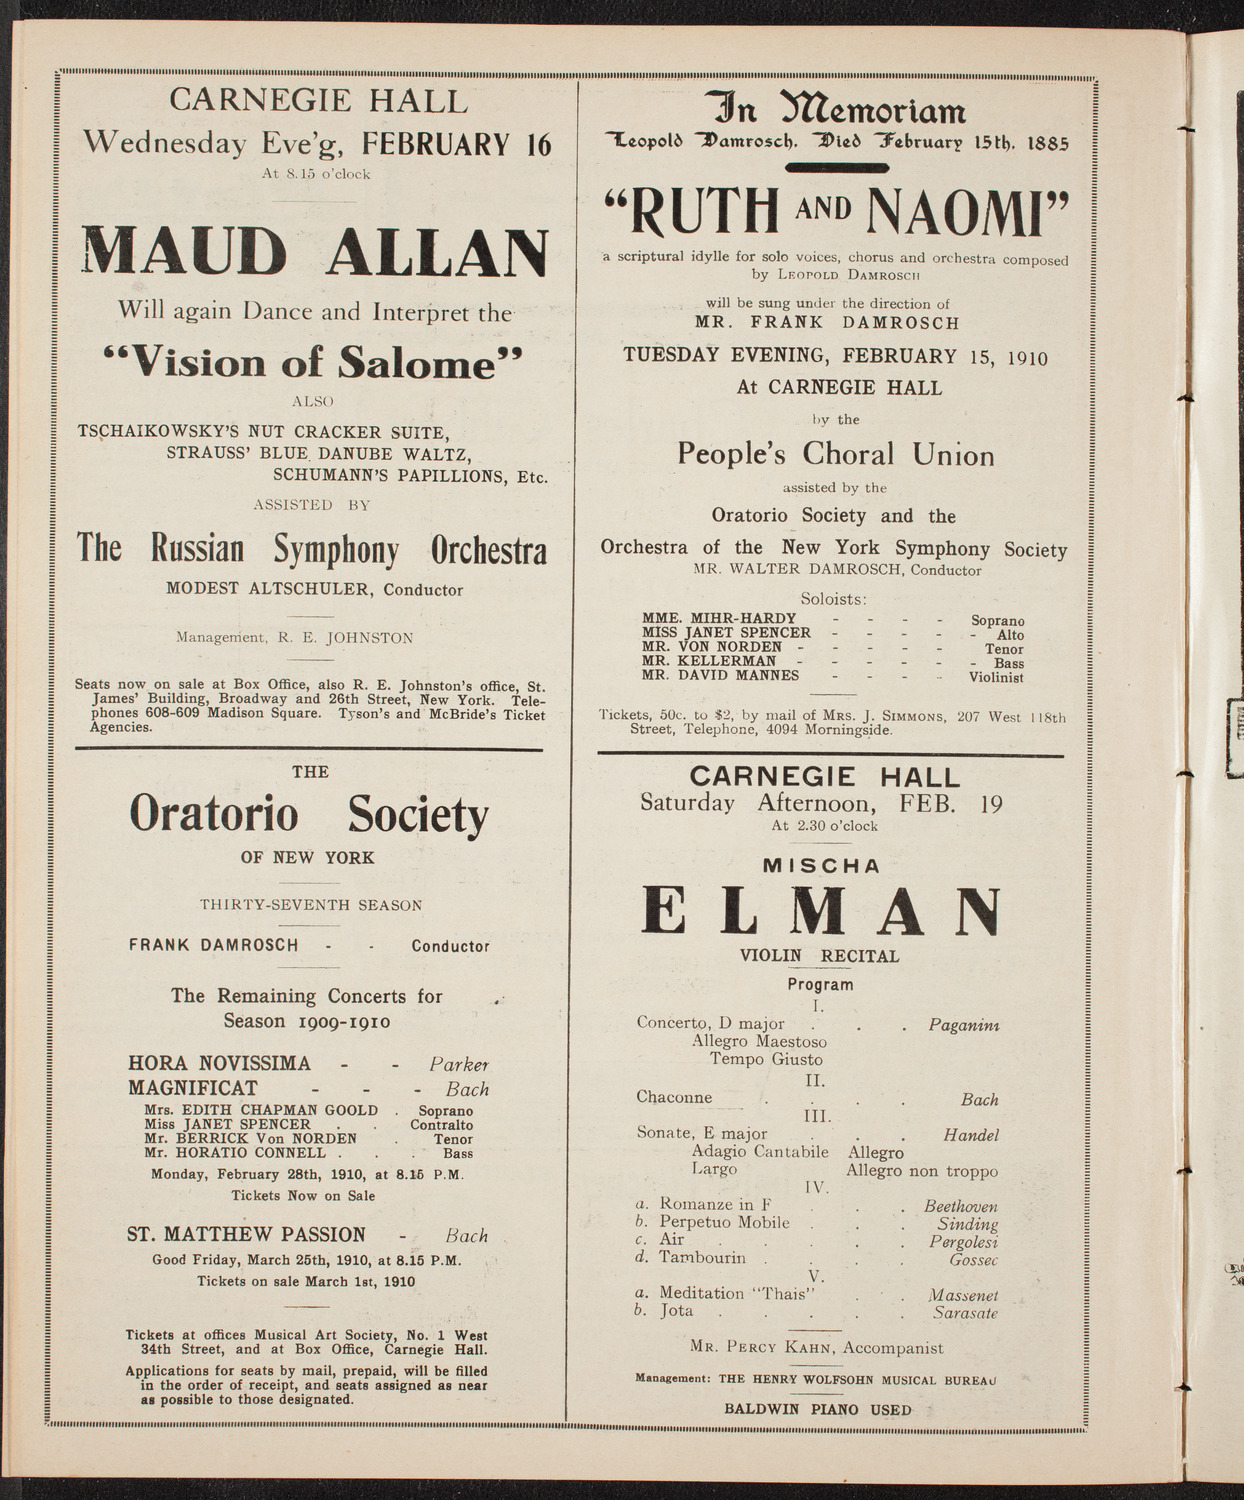 CARNEGIE HALL
Wednesday Eve'g, FEBRUARY 16
At 8.15 o'clock
MAUD ALLAN
Will again Dance and Interpret the
"Vision of Salome"
ALSO
TSCHAIKOWSKY'S NUT CRACKER SUITE,
STRAUSS' BLUE DANUBE WALTZ,
SCHUMANN'S PAPILLIONS, Etc.
ASSISTED BY
The Russian Symphony Orchestra
MODEST ALTSCHULER, Conductor
Management, R. E. JOHNSTON
Seats now on sale at Box Office, also R. E. Johnston's office, St.
James' Building, Broadway and 26th Street, New York. Tele-
phones 608-609 Madison Square. Tyson's and McBride's Ticket
Agencies.
THE
Oratorio Society
OF NEW YORK
THIRTY-SEVENTH SEASON
FRANK DAMROSCH - - Conductor
The Remaining Concerts for
Season 1909-1910
HORA NOVISSIMA - - Parker
MAGNIFICAT - - - Bach
Mrs. EDITH CHAPMAN GOOLD . Soprano
Miss JANET SPENCER . . Contralto
Mr. BERRICK Von NORDEN . Tenor
Mr. HORATIO CONNELL . . . Bass
Monday, February 28th, 1910, at 8.15 P.M.
Tickets Now on Sale
ST. MATTHEW PASSION - Bach
Good Friday, March 25th, 1910, at 8.15 P.M.
Tickets on sale March 1st, 1910
Tickets at offices Musical Art Society, No. 1 West
34th Street, and at Box Office, Carnegie Hall.
Applications for seats by mail, prepaid, will be filled
in the order of receipt, and seats assigned as near
as possible to those designated.
In Memoriam
Leopold Damrosch. Died February 15th. 1885
"RUTH AND NAOMI"
a scriptural idylle for solo voices, chorus and orchestra composed
by LEOPOLD DAMROSCH
will be sung under the direction of
MR. FRANK DAMROSCH
TUESDAY EVENING, FEBRUARY 15, 1910
At CARNEGIE HALL
by the
People's Choral Union
assisted by the
Oratorio Society and the
Orchestra of the New York Symphony Society
MR. WALTER DAMROSCH, Conductor
Soloists:
MME. MIHR-HARDY - - - - Soprano
MISS JANET SPENCER - - - - - Alto
MR. VON NORDEN - - - - - Tenor
MR. KELLERMAN - - - - - - Bass
MR. DAVID MANNES - - - - Violinist
Tickets, 50c. to $2, by mail of MRS. J. SIMMONS, 207 West 118th
Street, Telephone, 4094 Morningside.
CARNEGIE HALL
Saturday Afternoon, FEB. 19
At 2.30 o'clock
MISCHA
ELMAN
VIOLIN RECITAL
Program
I.
Concerto, D major . . . Paganini
Allegro Maestoso
Tempo Giusto
II.
Chaconne . . . . Bach
III.
Sonate, E major . . . Handel
Adagio Cantabile Allegro
Largo Allegro non troppo
IV.
a. Romanze in F . . . Beethoven
b. Perpetuo Mobile . . . Sinding
c. Air . . . . . Pergolesi
d. Tambourin . . . . Gossec
V.
a. Meditation "Thais" . . Massenet
b. Jota . . . . . Sarasate
MR. PERCY KAHN, Accompanist
Management: THE HENRY WOLFSOHN MUSICAL BUREAU
BALDWIN PIANO USED